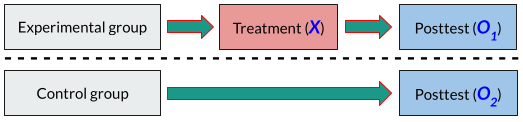 Experimental group
Treatment (X)
Posttest (O1)
Control group
Posttest (O2)